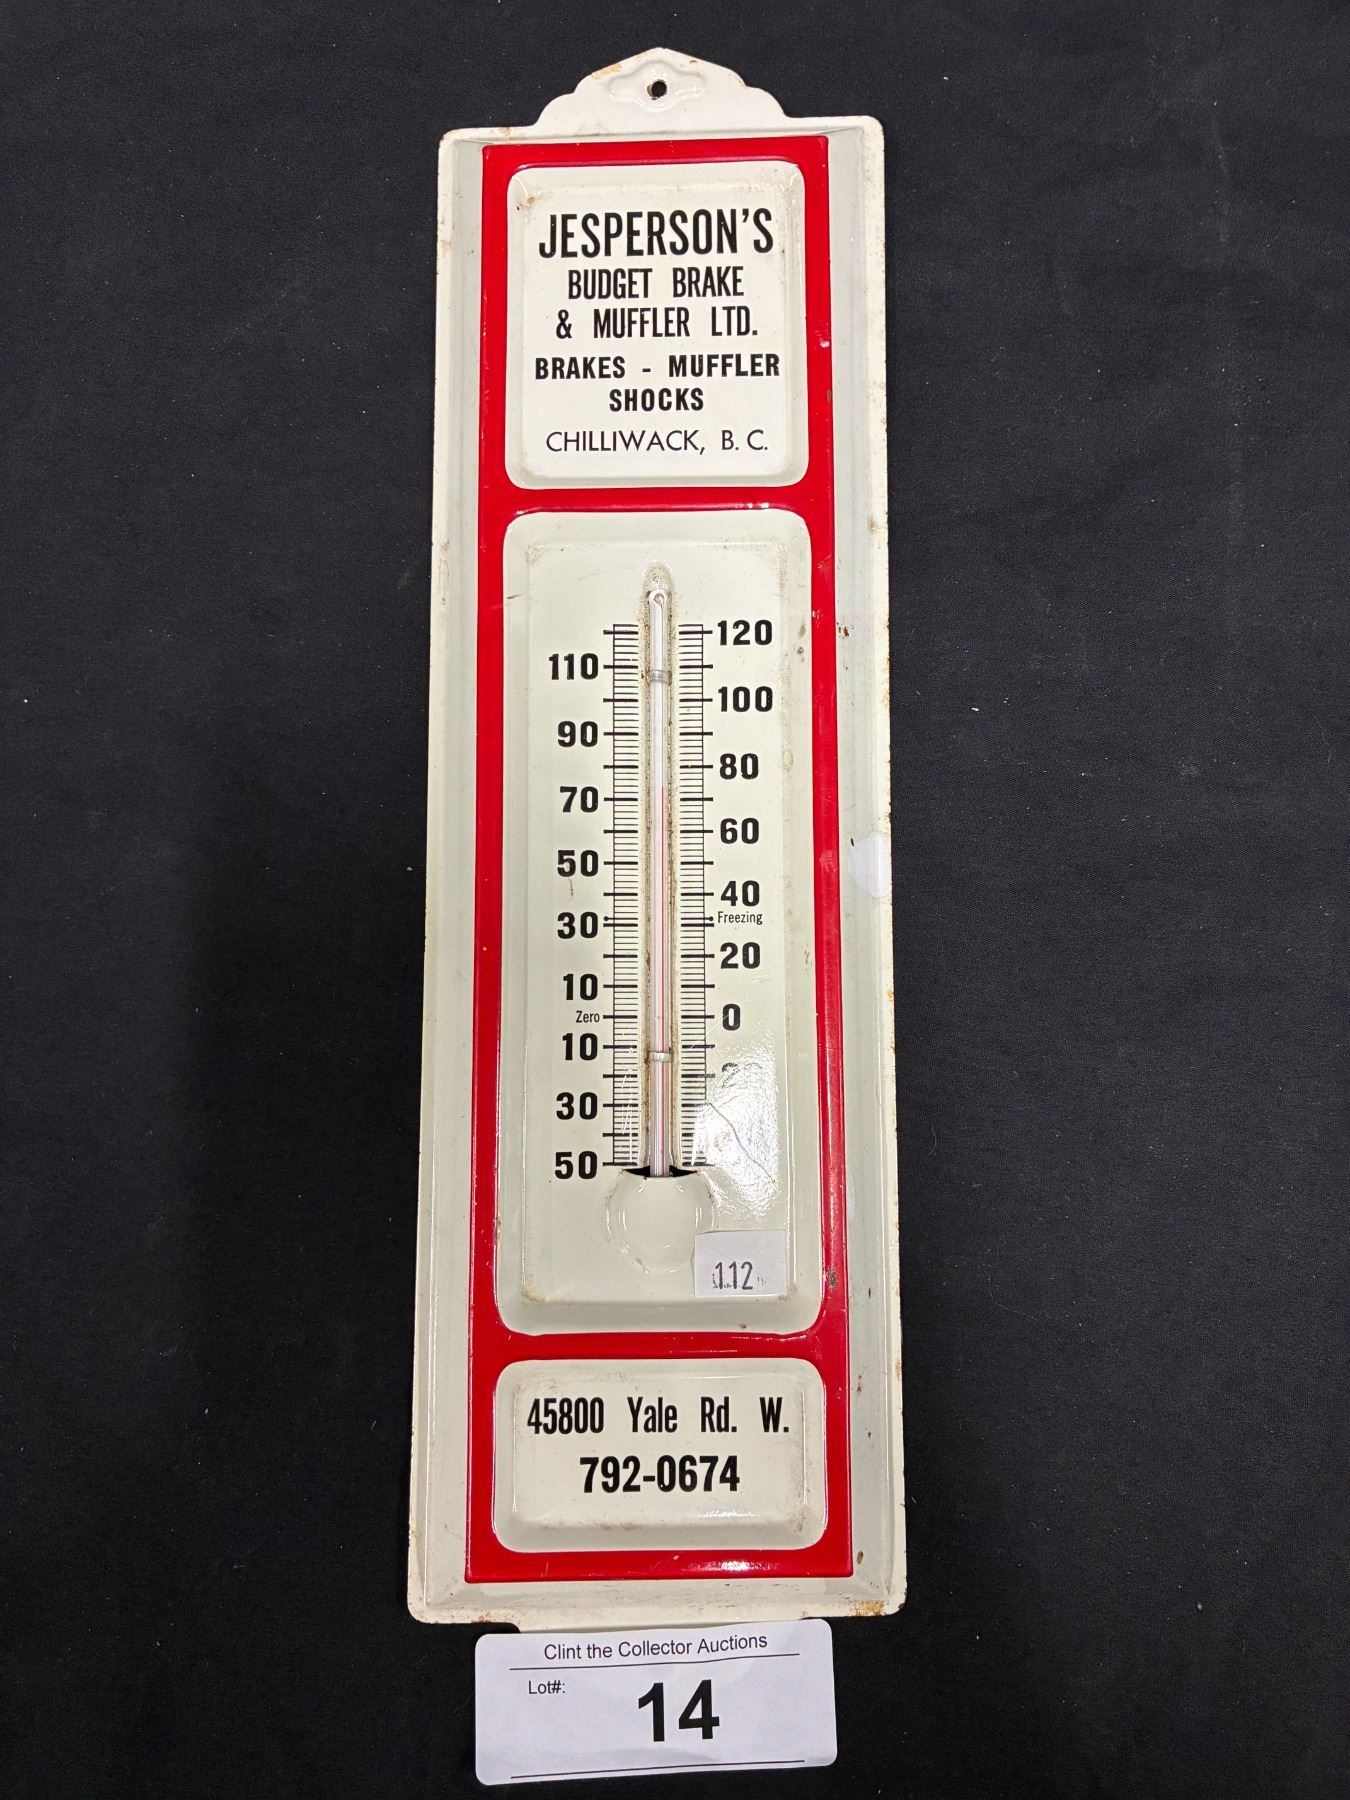 JESPERSON'S
BUDGET BRAKE
& MUFFLER LTD.
BRAKES - MUFFLER
SHOCKS
CHILLIWACK, B. C.
120
110
100
90
80
70
60
50
40
Freezing
30
20
10
Zero 0
10
30
50
112
45800 Yale Rd. W.
792-0674
Clint the Collector Auctions
Lot#: 14